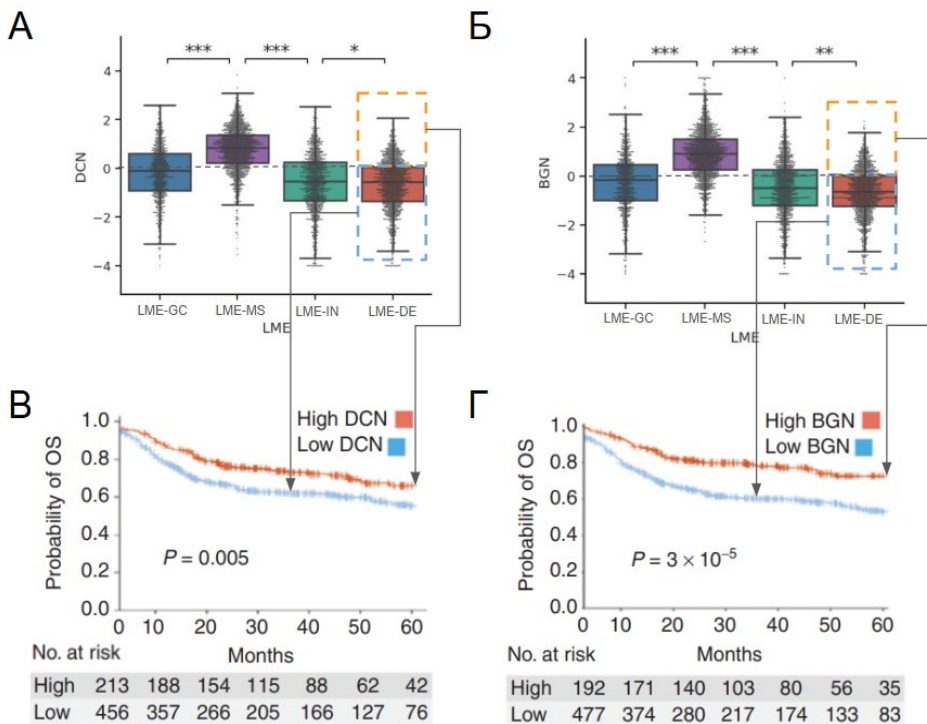 А
***
***
*
DCN
4
2
0
−2
−4
LME-GC
LME-MS
LME-IN
LME-DE
LME
Б
***
***
**
BGN
4
2
0
−2
−4
LME-GC
LME-MS
LME-IN
LME-DE
LME
В
Probability of OS
1.0
0.8
0.6
0.4
0.2
0.0
High DCN
Low DCN
P = 0.005
0 10 20 30 40 50 60
No. at risk
Months
High 213 188 154 115 88 62 42
Low 456 357 266 205 166 127 76
Г
Probability of OS
1.0
0.8
0.6
0.4
0.2
0.0
High BGN
Low BGN
P = 3 × 10⁻⁵
0 10 20 30 40 50 60
No. at risk
Months
High 192 171 140 103 80 56 35
Low 477 374 280 217 174 133 83